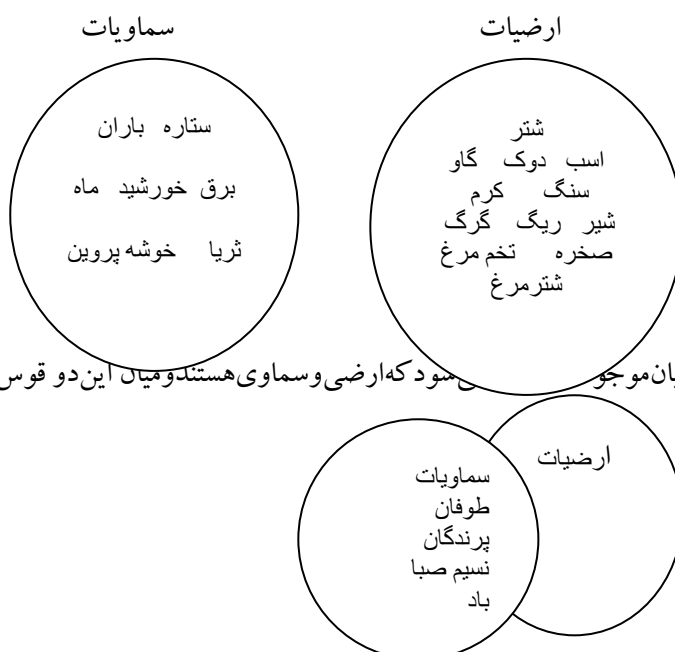 ارضیات
سماویات
شتر
اسب دوک گاو
سنگ کرم
شیر ریگ گرگ
صخره تخم مرغ
شترمرغ
ستاره باران
برق خورشید ماه
ثریا خوشه پروین
که ارضی و سماوی هستند و میان این دو قوس
ارضیات
سماویات
طوفان
پرندگان
نسیم صبا
باد